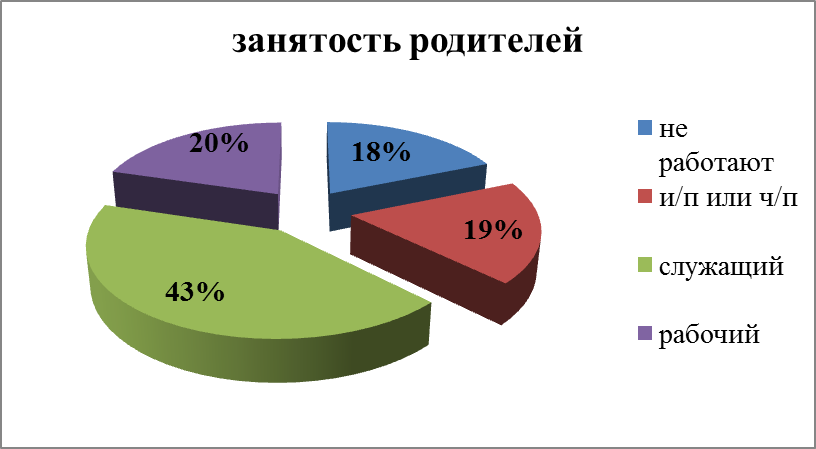 занятость родителей
20%
18%
19%
43%
не
работают
и/п или ч/п
служащий
рабочий